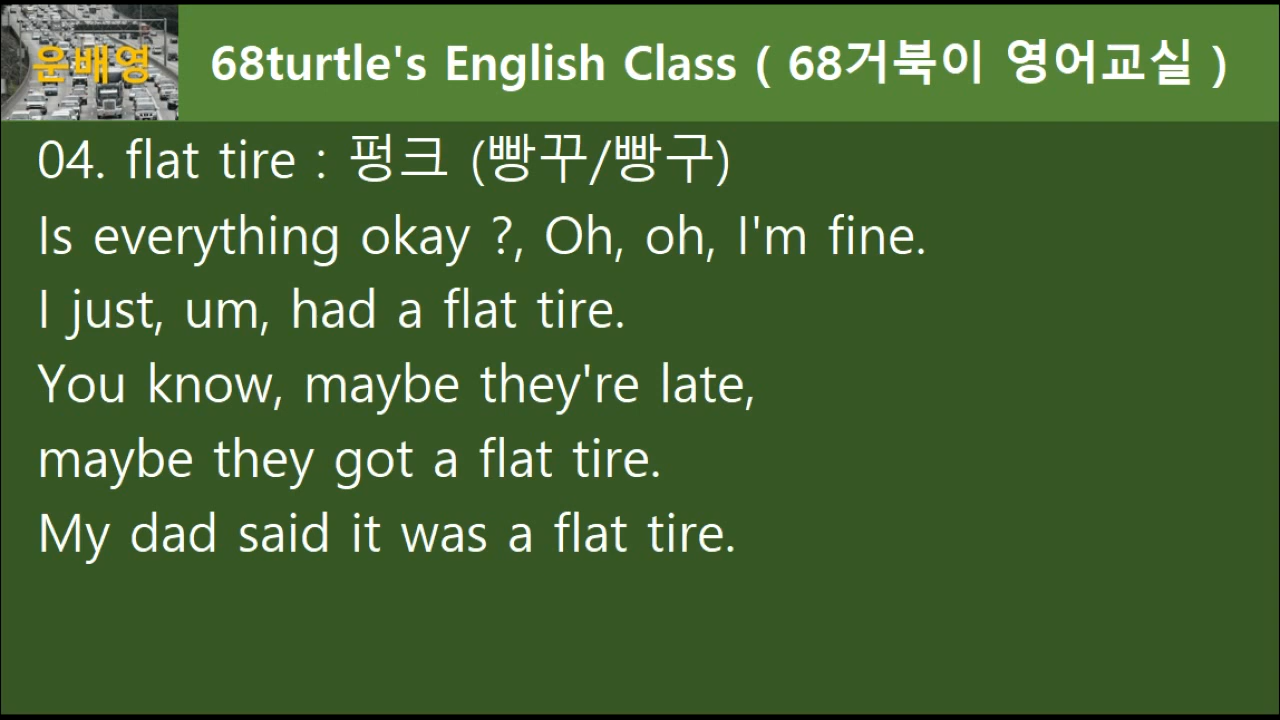 운배영
68turtle's English Class ( 68거북이 영어교실 )
04. flat tire : 펑크 (빵꾸/빵구)
Is everything okay ?, Oh, oh, I'm fine.
I just, um, had a flat tire.
You know, maybe they're late,
maybe they got a flat tire.
My dad said it was a flat tire.